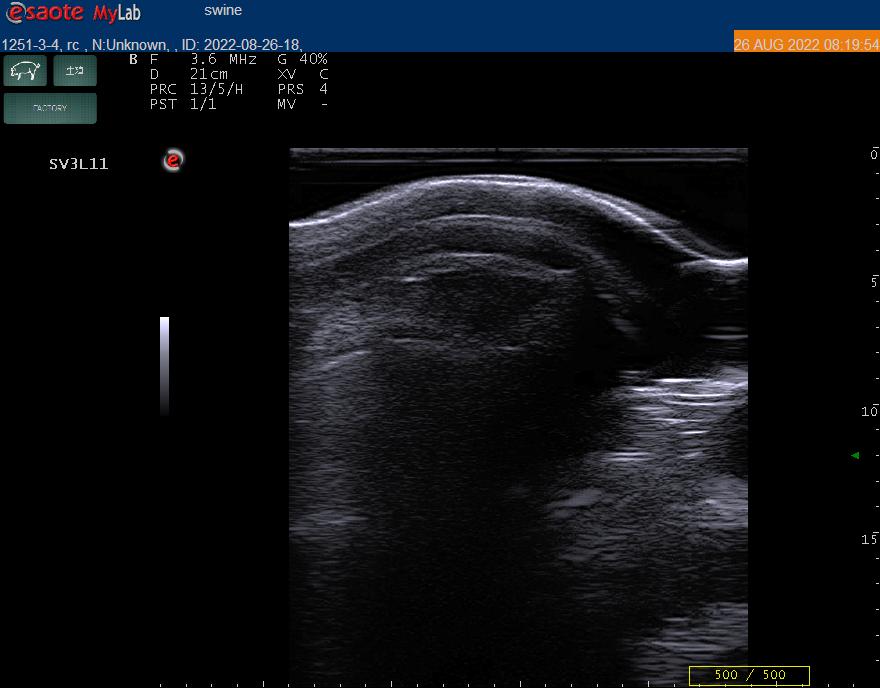 esaote MyLab
swine
1251-3-4, rc , N:Unknown, , ID: 2022-08-26-18,
26 AUG 2022 08:19:54
B F 3.6 MHz G 40%
D 21cm XV C
PRC 13/5/H PRS 4
PST 1/1 MV -
FACTORY
SV3L11
e
0
5
10
15
500 / 500